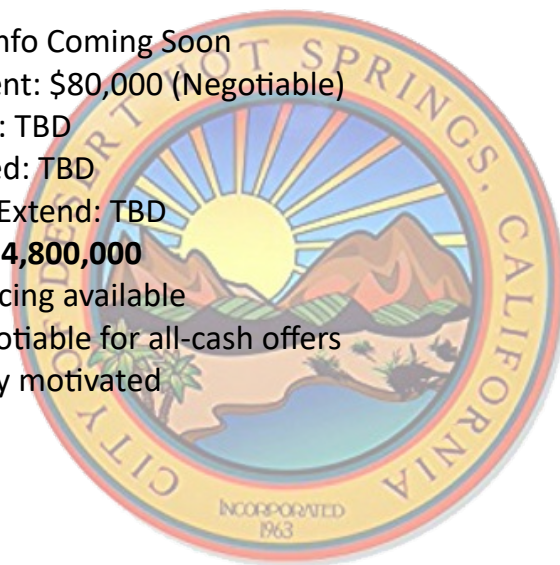 nfo Coming Soon
ent: $80,000 (Negotiable)
: TBD
ed: TBD
Extend: TBD
4,800,000
cing available
otiable for all-cash offers
y motivated
CITY OF DESERT HOT SPRINGS, CALIFORNIA
INCORPORATED
1963